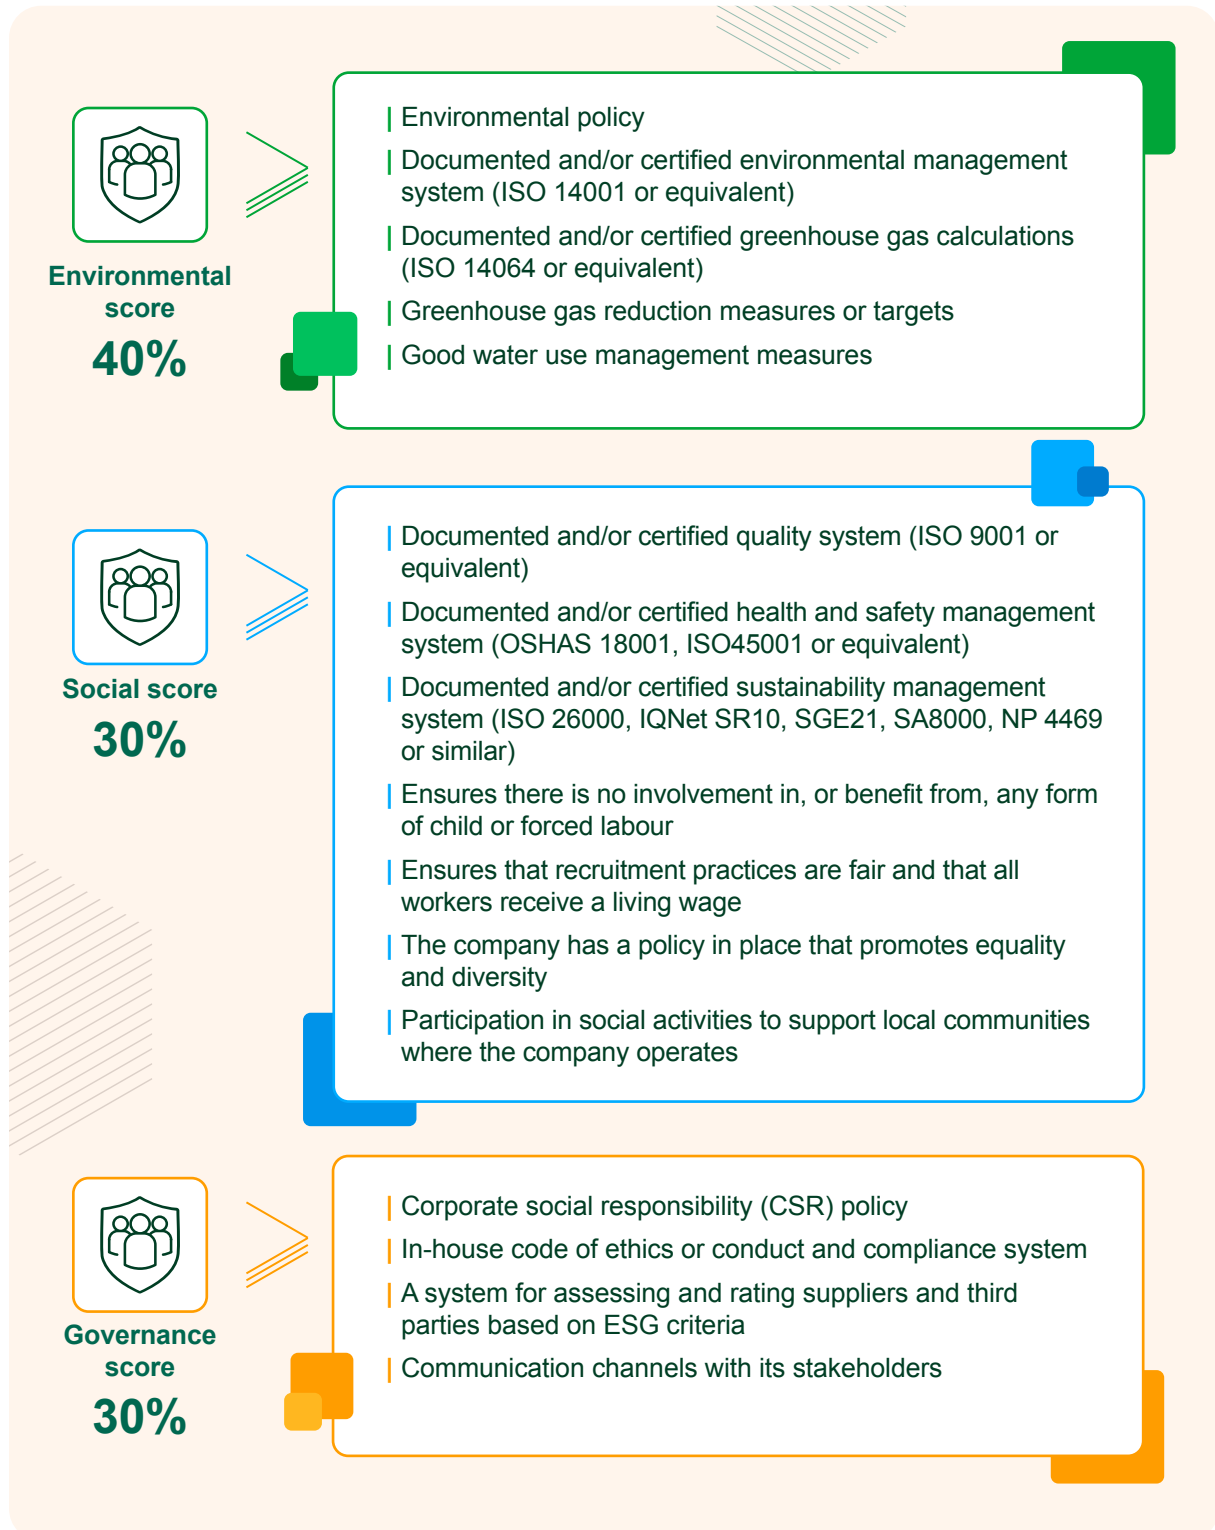 Environmental
score
40%
| Environmental policy
| Documented and/or certified environmental management
system (ISO 14001 or equivalent)
| Documented and/or certified greenhouse gas calculations
(ISO 14064 or equivalent)
| Greenhouse gas reduction measures or targets
| Good water use management measures
Social score
30%
| Documented and/or certified quality system (ISO 9001 or
equivalent)
| Documented and/or certified health and safety management
system (OSHAS 18001, ISO45001 or equivalent)
| Documented and/or certified sustainability management
system (ISO 26000, IQNet SR10, SGE21, SA8000, NP 4469
or similar)
| Ensures there is no involvement in, or benefit from, any form
of child or forced labour
| Ensures that recruitment practices are fair and that all
workers receive a living wage
| The company has a policy in place that promotes equality
and diversity
| Participation in social activities to support local communities
where the company operates
Governance
score
30%
| Corporate social responsibility (CSR) policy
| In-house code of ethics or conduct and compliance system
| A system for assessing and rating suppliers and third
parties based on ESG criteria
| Communication channels with its stakeholders